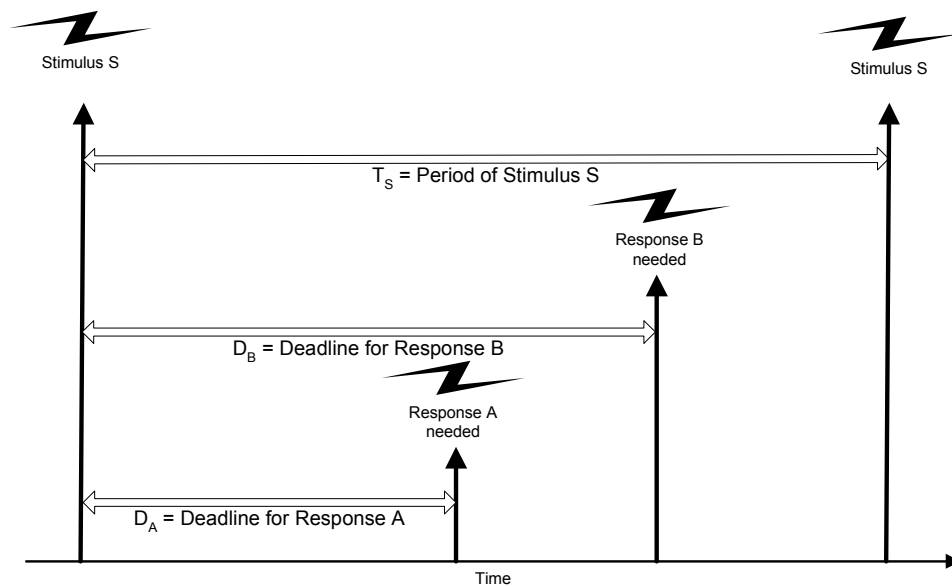 Stimulus S
Stimulus S
T_S = Period of Stimulus S
Response B
needed
D_B = Deadline for Response B
Response A
needed
D_A = Deadline for Response A
Time